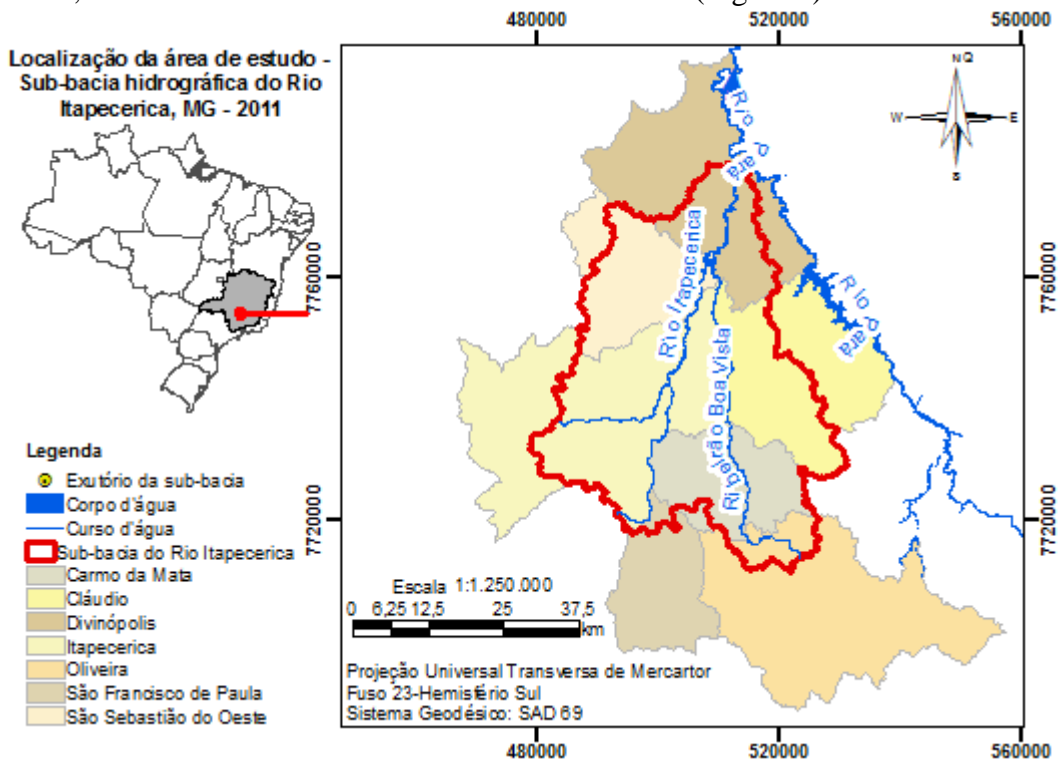 480000
520000
560000
Localização da área de estudo -
Sub-bacia hidrográfica do Rio
Itapecerica, MG - 2011
N Q
W
E
S
Rio Pará
Rio Itapecerica
Rio Pará
Ribeirão Boa Vista
7760000
7760000
7720000
7720000
Legenda
Exutório da sub-bacia
Corpo d'água
Curso d'água
Sub-bacia do Rio Itapecerica
Carmo da Mata
Cláudio
Divinópolis
Itapecerica
Oliveira
São Francisco de Paula
São Sebastião do Oeste
Escala 1:1.250.000
0 6,25 12,5 25 37,5
km
Projeção Universal Transversa de Mercartor
Fuso 23-Hemistério Sul
Sistema Geodésico: SAD 69
480000
520000
560000